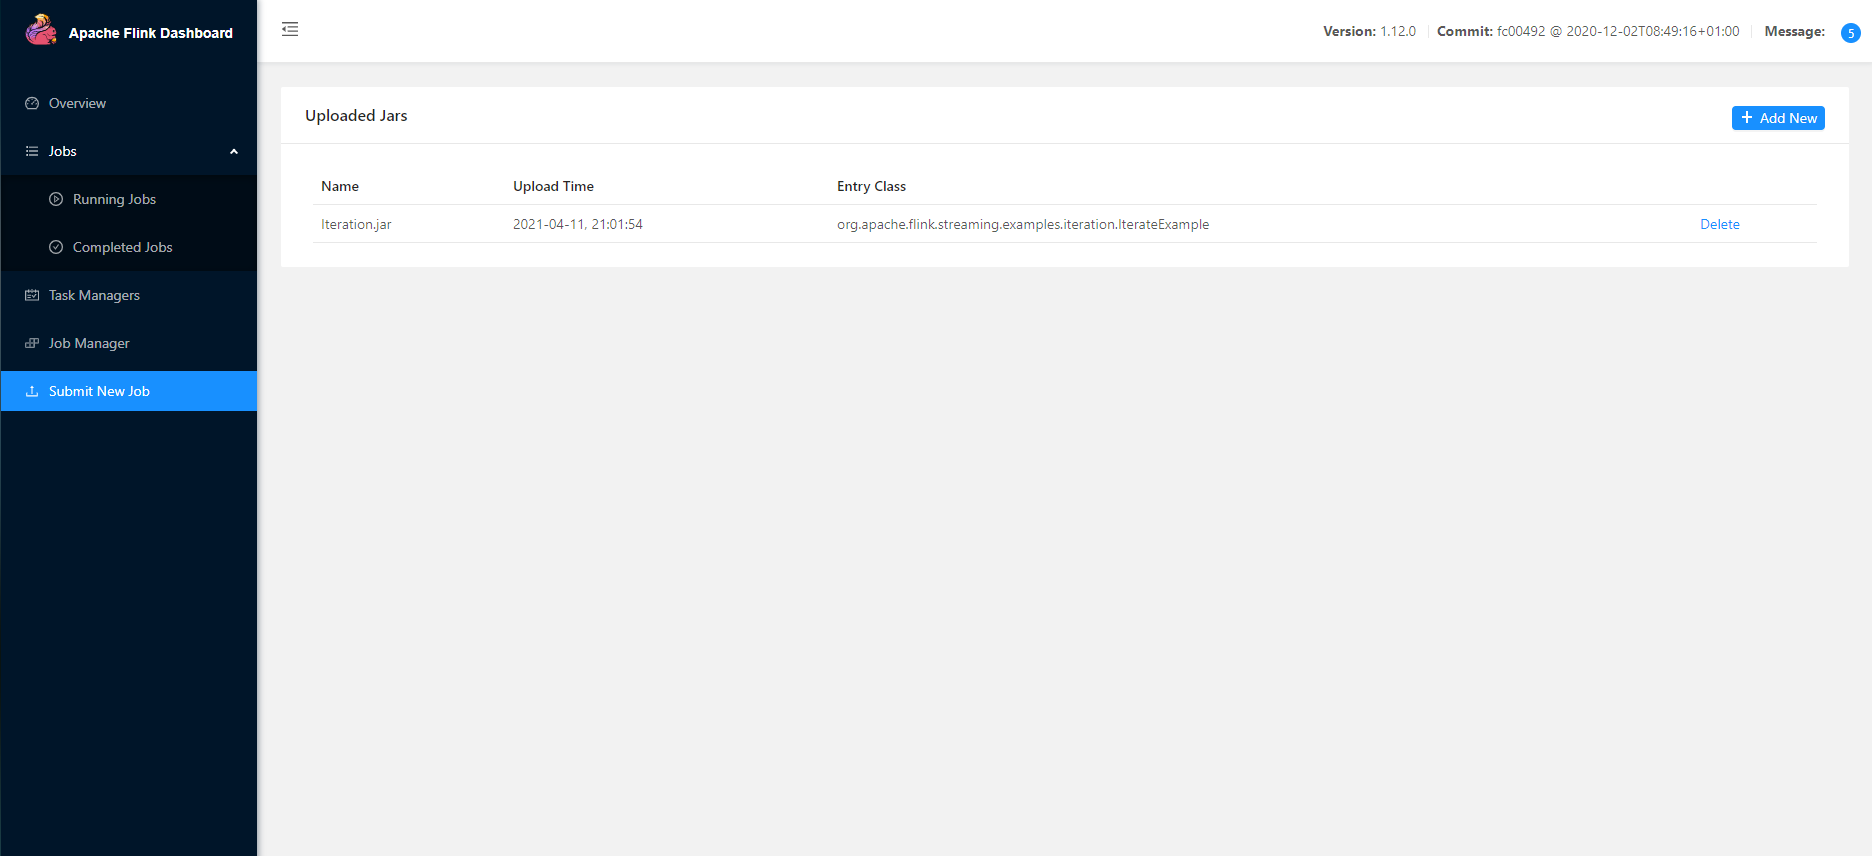 Apache Flink Dashboard
Version: 1.12.0 Commit: fc00492 @ 2020-12-02T08:49:16+01:00 Message: 5
Overview
Jobs
Running Jobs
Completed Jobs
Task Managers
Job Manager
Submit New Job
Uploaded Jars
+ Add New
Name Upload Time Entry Class
Iteration.jar 2021-04-11, 21:01:54 org.apache.flink.streaming.examples.iteration.IterateExample Delete